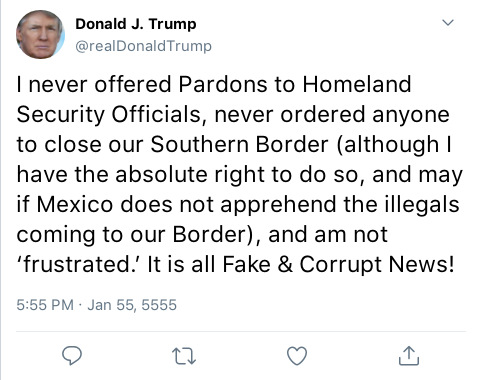 Donald J. Trump
@realDonaldTrump
I never offered Pardons to Homeland
Security Officials, never ordered anyone
to close our Southern Border (although I
have the absolute right to do so, and may
if Mexico does not apprehend the illegals
coming to our Border), and am not
‘frustrated.’ It is all Fake & Corrupt News!
5:55 PM · Jan 55, 5555